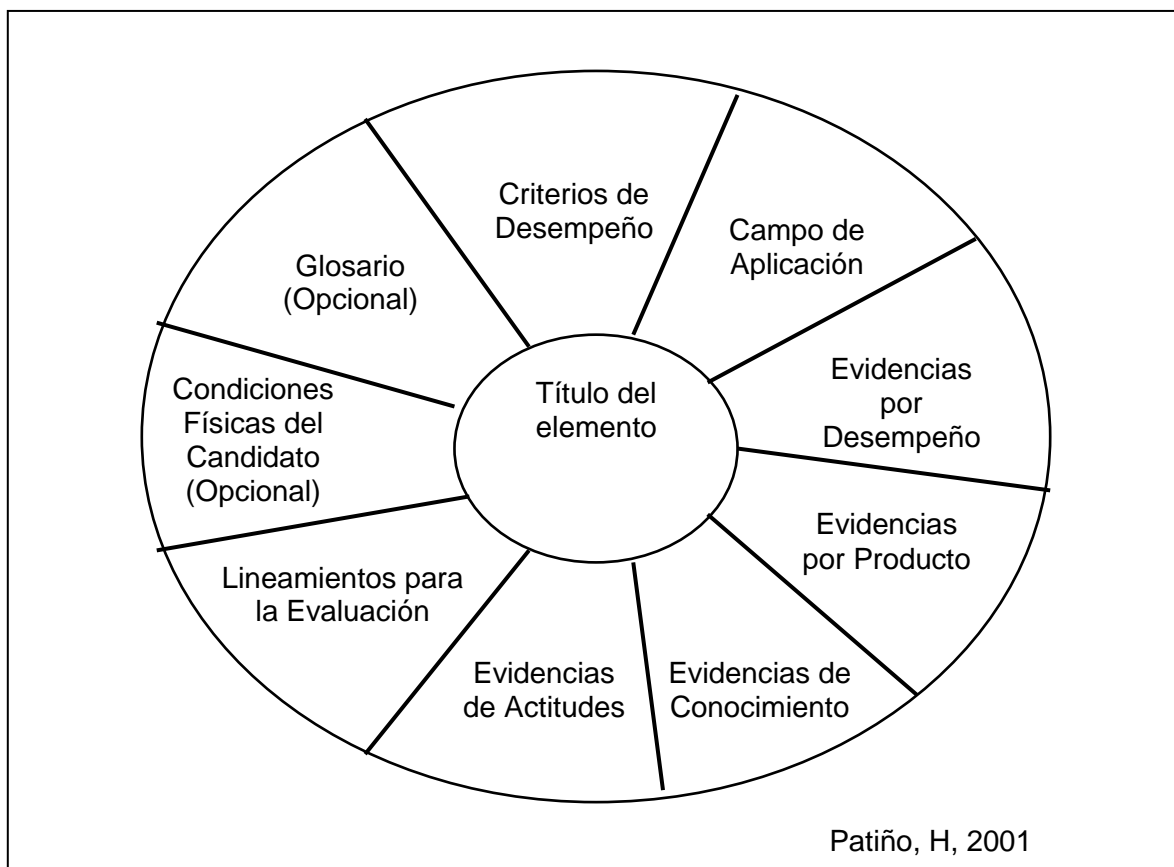 Criterios de
Desempeño
Campo de
Aplicación
Evidencias
por
Desempeño
Evidencias
por Producto
Evidencias de
Conocimiento
Evidencias
de Actitudes
Lineamientos para
la Evaluación
Condiciones
Físicas del
Candidato
(Opcional)
Glosario
(Opcional)
Título del
elemento
Patiño, H, 2001